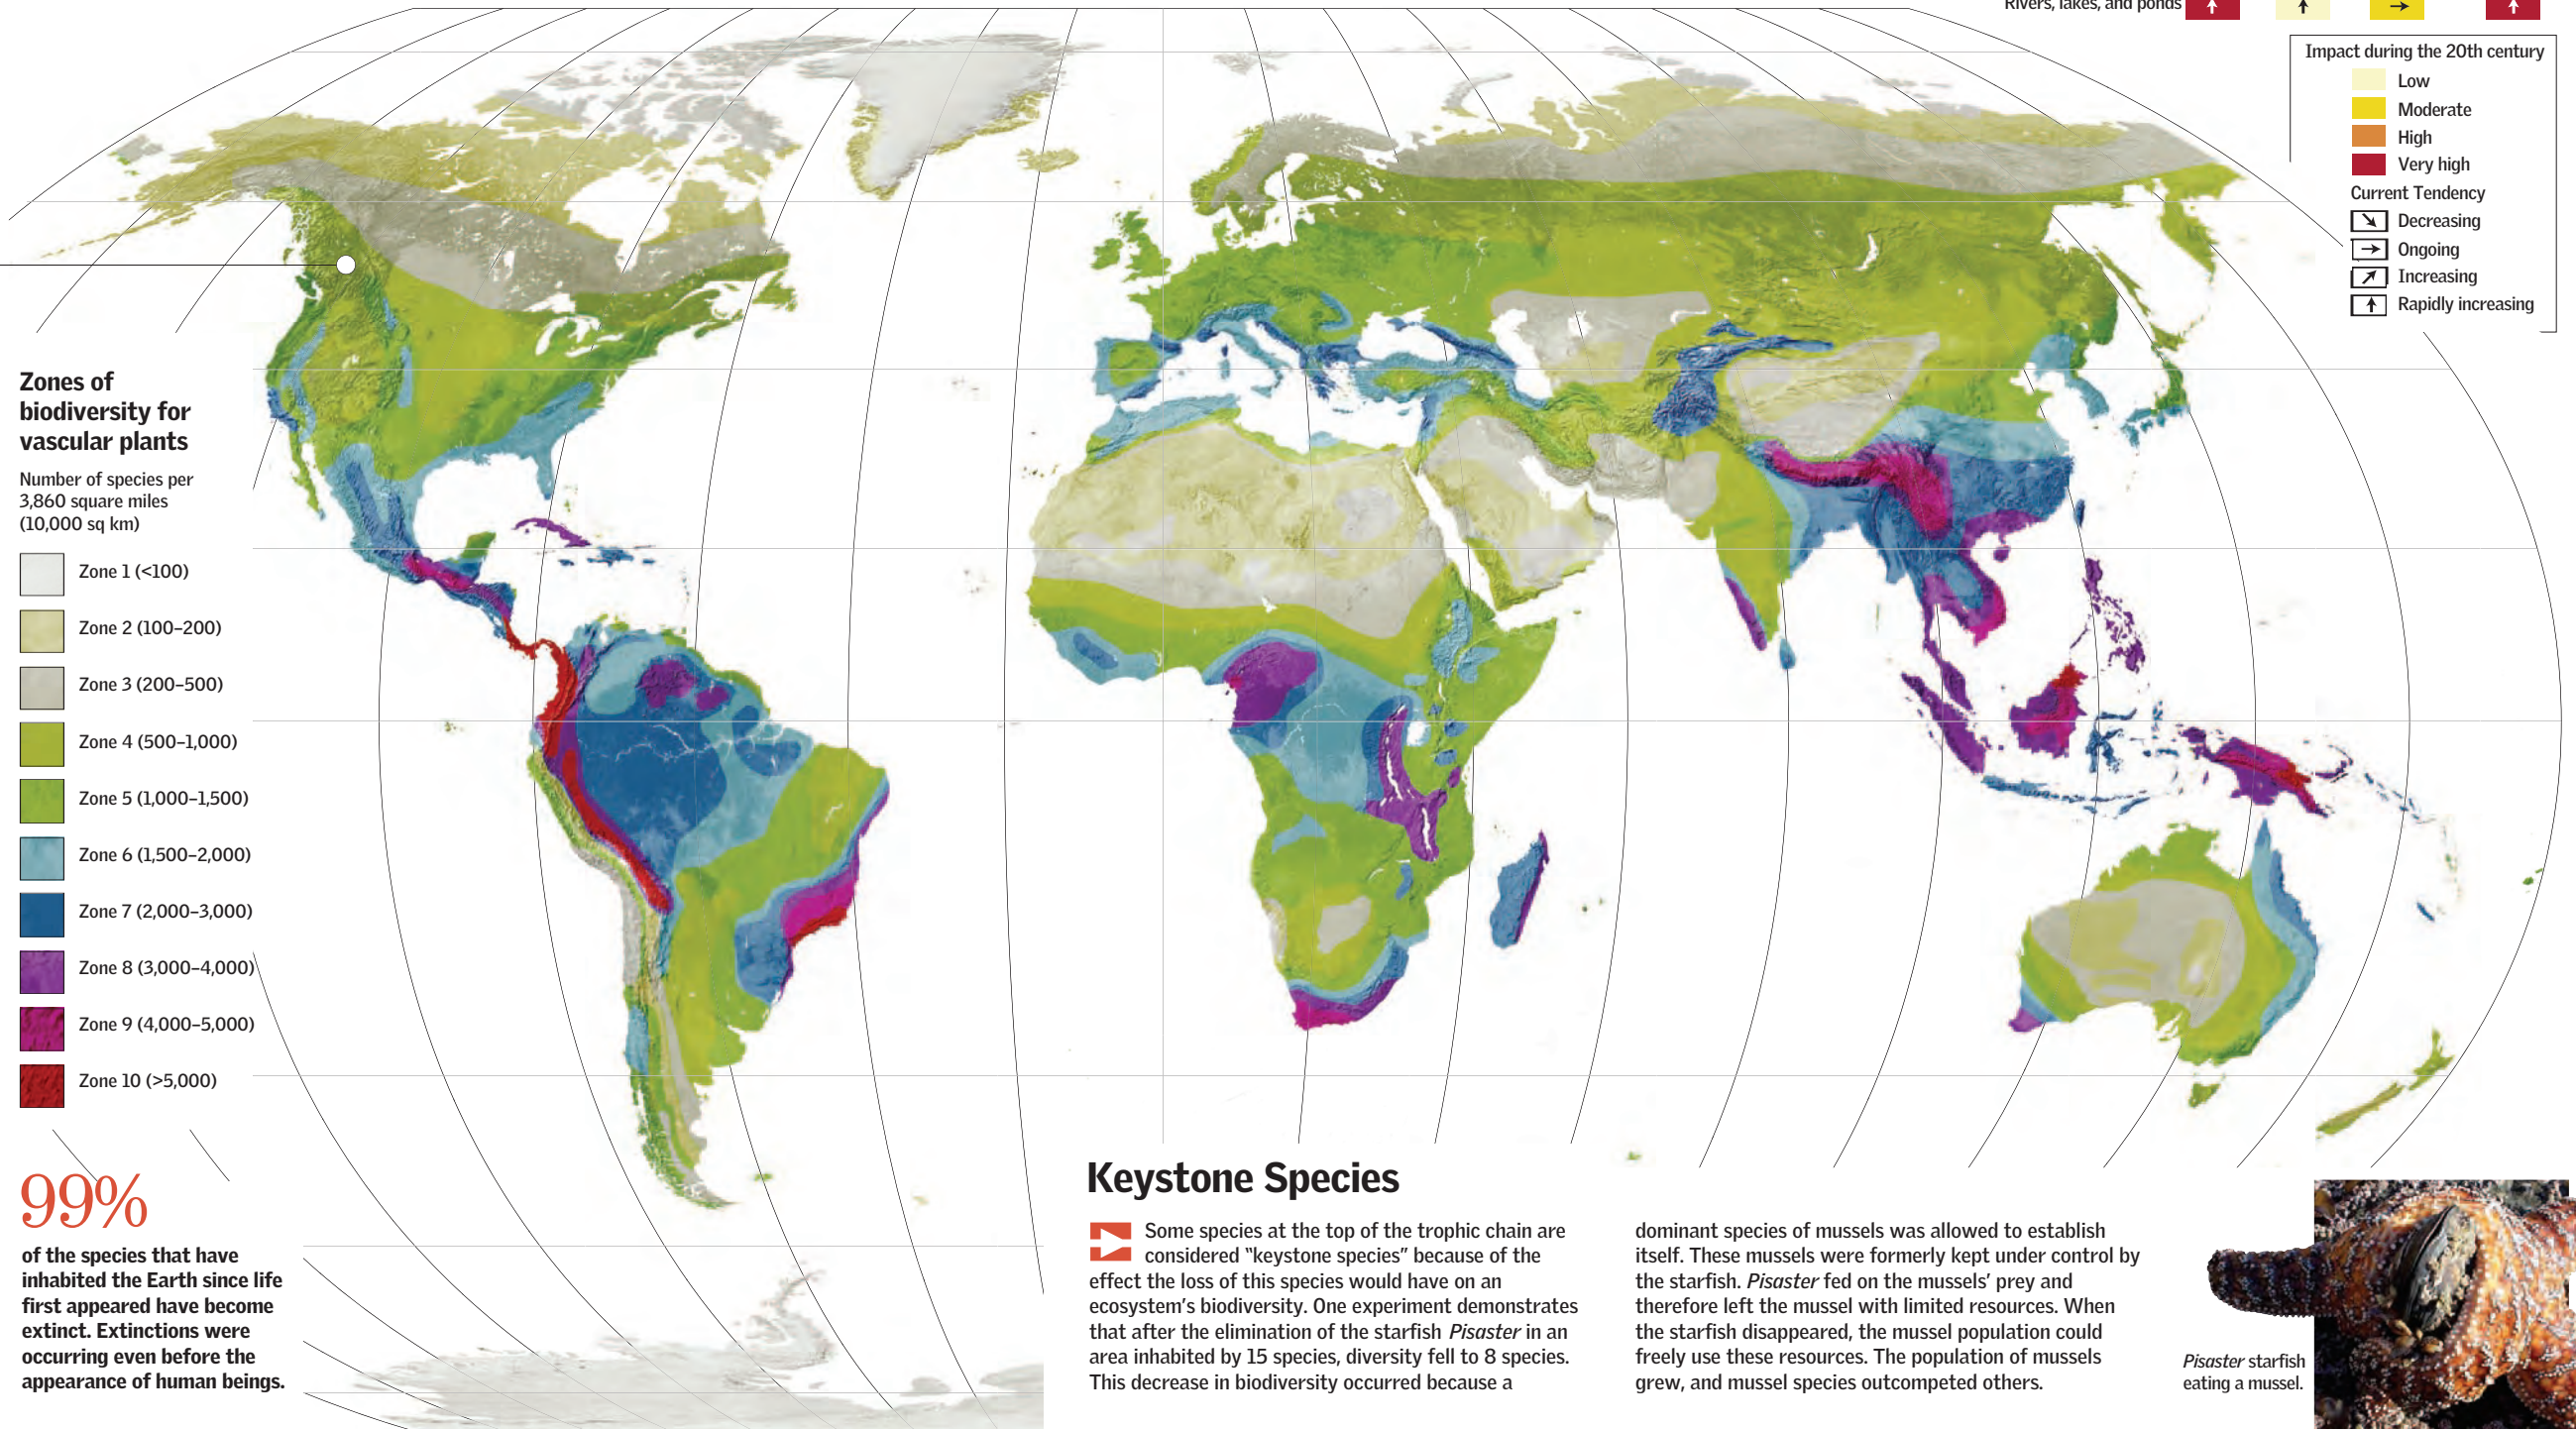 Rivers, lakes, and ponds
Impact during the 20th century
Low
Moderate
High
Very high
Current Tendency
Decreasing
Ongoing
Increasing
Rapidly increasing
Zones of
biodiversity for
vascular plants
Number of species per
3,860 square miles
(10,000 sq km)
Zone 1 (<100)
Zone 2 (100–200)
Zone 3 (200–500)
Zone 4 (500–1,000)
Zone 5 (1,000–1,500)
Zone 6 (1,500–2,000)
Zone 7 (2,000–3,000)
Zone 8 (3,000–4,000)
Zone 9 (4,000–5,000)
Zone 10 (>5,000)
99%
of the species that have
inhabited the Earth since life
first appeared have become
extinct. Extinctions were
occurring even before the
appearance of human beings.
Keystone Species
Some species at the top of the trophic chain are
considered "keystone species" because of the
effect the loss of this species would have on an
ecosystem's biodiversity. One experiment demonstrates
that after the elimination of the starfish Pisaster in an
area inhabited by 15 species, diversity fell to 8 species.
This decrease in biodiversity occurred because a
dominant species of mussels was allowed to establish
itself. These mussels were formerly kept under control by
the starfish. Pisaster fed on the mussels' prey and
therefore left the mussel with limited resources. When
the starfish disappeared, the mussel population could
freely use these resources. The population of mussels
grew, and mussel species outcompeted others.
Pisaster starfish
eating a mussel.